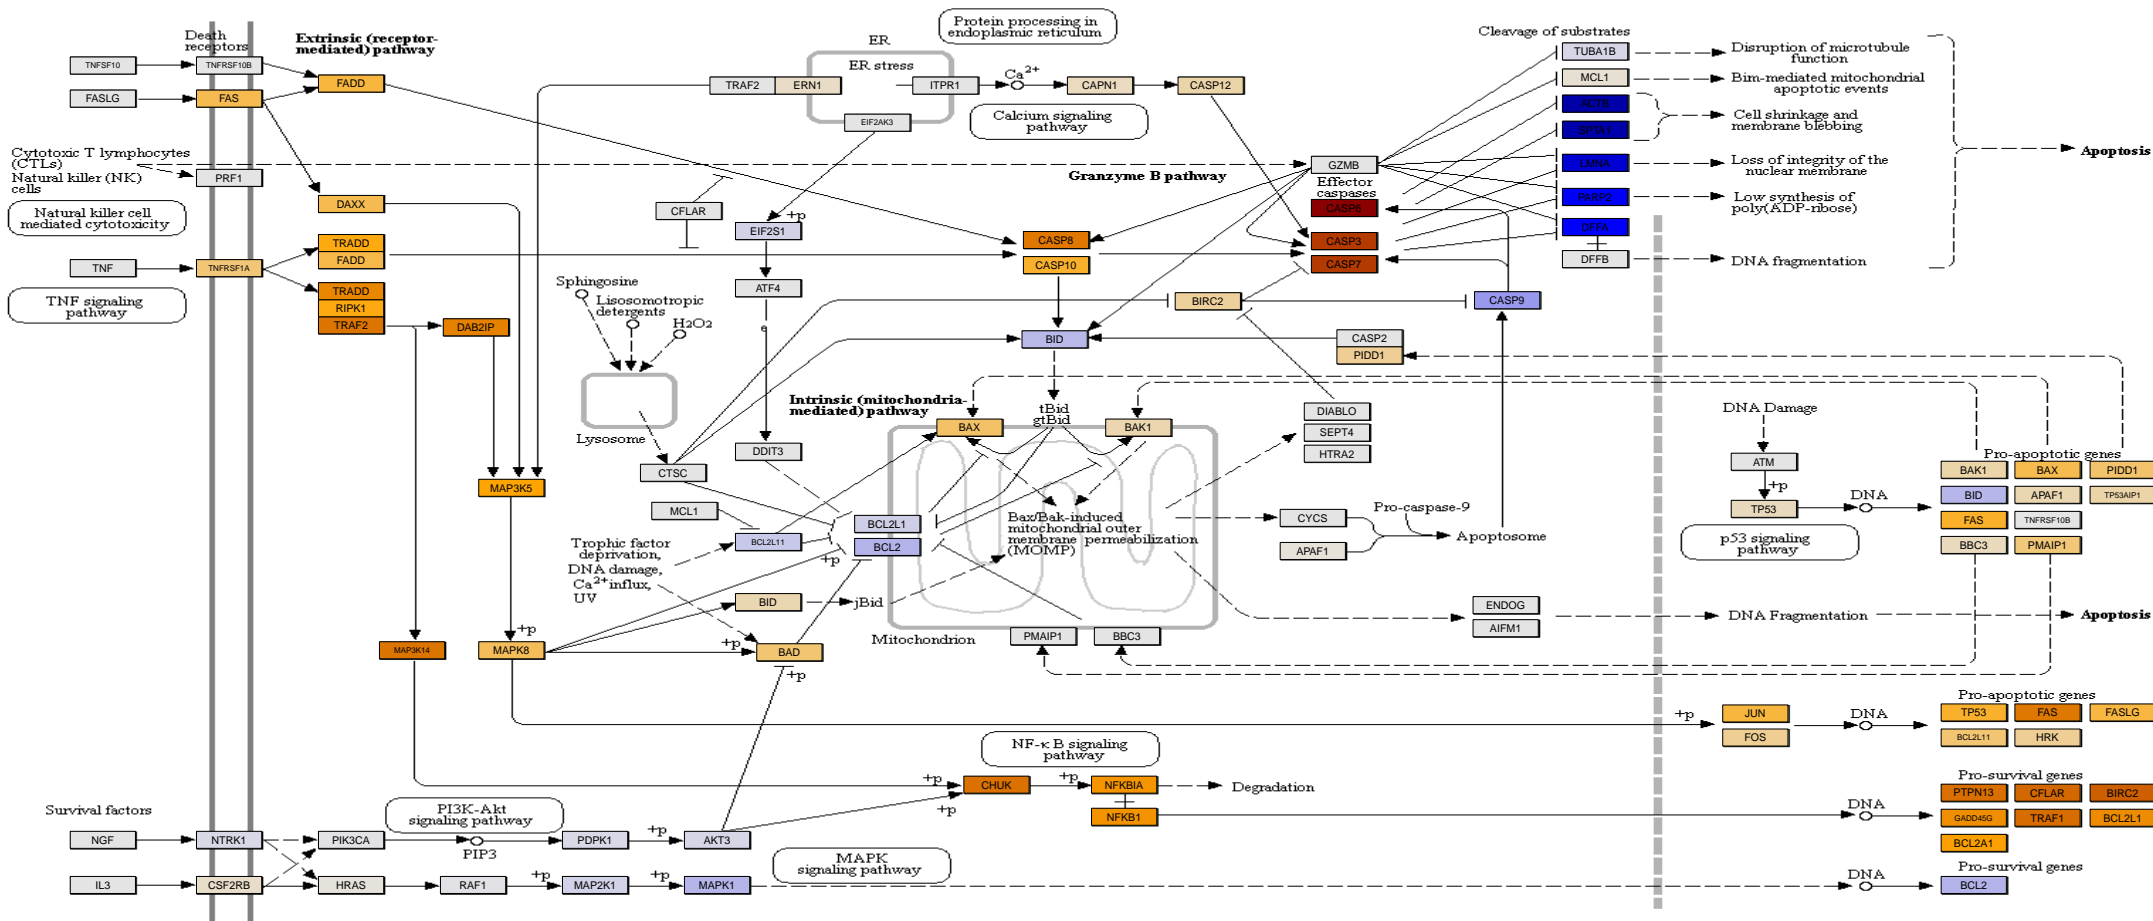 Protein processing in
endoplasmic reticulum
Cleavage of substrates
Death
receptors
Extrinsic (receptor-
mediated) pathway
ER
ER stress
TNFSF10
TNFRSF10B
FADD
FASLG
FAS
TRAF2
ERN1
ITPR1
Ca2+
CAPN1
CASP12
EIF2AK3
Calcium signaling
pathway
TUBA1B
Disruption of microtubule
function
MCL1
Bim-mediated mitochondrial
apoptotic events
ACTB
SPTA1
Cell shrinkage and
membrane blebbing
LMNA
Loss of integrity of the
nuclear membrane
PARP2
Low synthesis of
poly(ADP-ribose)
DFFA
DFFB
DNA fragmentation
Apoptosis
Cytotoxic T lymphocytes
(CTLs)
Natural killer (NK)
cells
PRF1
Granzyme B pathway
GZMB
Effector
caspases
CASP6
CASP3
CASP7
Natural killer cell
mediated cytotoxicity
DAXX
CFLAR
+p
EIF2S1
CASP8
CASP10
TRADD
FADD
TNF
TNFRSF1A
TNF signaling
pathway
TRADD
RIPK1
TRAF2
DAB2IP
Sphingosine
Lisosomotropic
detergents
H2O2
ATF4
e
BIRC2
CASP9
BID
CASP2
PIDD1
Intrinsic (mitochondria-
mediated) pathway
tBid
gtBid
BAX
BAK1
DIABLO
SEPT4
HTRA2
Lysosome
CTSC
DDIT3
MAP3K5
MCL1
BCL2L11
BCL2L1
BCL2
+p
Bax/Bak-induced
mitochondrial outer
membrane permeabilization
(MOMP)
CYCS
APAF1
Pro-caspase-9
Apoptosome
Trophic factor
deprivation,
DNA damage,
Ca2+ influx,
UV
BID
jBid
DNA Damage
ATM
+p
TP53
DNA
p53 signaling
pathway
Pro-apoptotic genes
BAK1
BAX
PIDD1
BID
APAF1
TP53AIP1
FAS
TNFRSF10B
BBC3
PMAIP1
+p
MAP3K14
MAPK8
+p
BAD
+p
Mitochondrion
PMAIP1
BBC3
ENDOG
AIFM1
DNA Fragmentation
Apoptosis
+p
JUN
FOS
DNA
Pro-apoptotic genes
TP53
FAS
FASLG
BCL2L11
HRK
NF-κ B signaling
pathway
+p
CHUK
+p
+p
NFKBIA
NFKB1
Degradation
DNA
Pro-survival genes
PTPN13
CFLAR
BIRC2
GADD45G
TRAF1
BCL2L1
BCL2A1
Survival factors
PI3K-Akt
signaling pathway
NGF
NTRK1
PIK3CA
PIP3
PDPK1
+p
AKT3
MAPK
signaling pathway
IL3
CSF2RB
HRAS
RAF1
+p
MAP2K1
+p
MAPK1
DNA
Pro-survival genes
BCL2